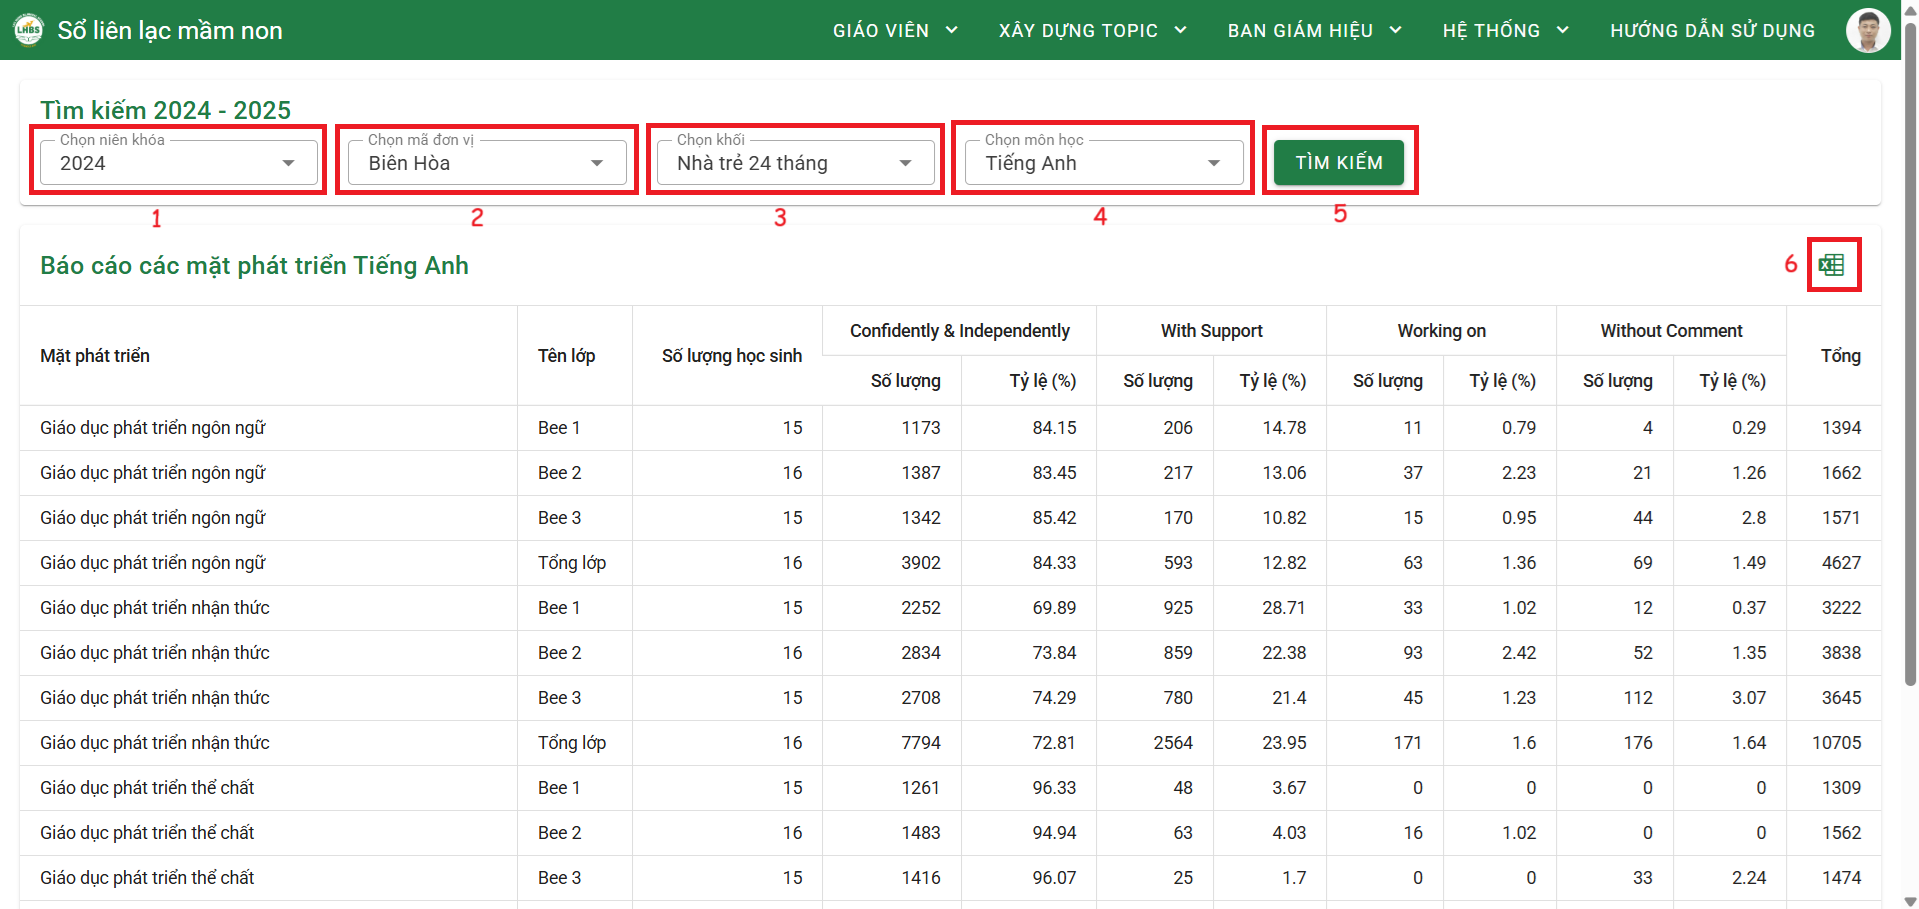 LHBS
Sổ liên lạc mầm non
GIÁO VIÊN XÂY DỰNG TOPIC BAN GIÁM HIỆU HỆ THỐNG HƯỚNG DẪN SỬ DỤNG
Tìm kiếm 2024 - 2025
Chọn niên khóa Chọn mã đơn vị Chọn khối Chọn môn học
2024 Biên Hòa Nhà trẻ 24 tháng Tiếng Anh TÌM KIẾM
1 2 3 4 5
Báo cáo các mặt phát triển Tiếng Anh 6
Mặt phát triển Tên lớp Số lượng học sinh Confidently & Independently With Support Working on Without Comment Tổng
Số lượng Tỷ lệ (%) Số lượng Tỷ lệ (%) Số lượng Tỷ lệ (%) Số lượng Tỷ lệ (%)
Giáo dục phát triển ngôn ngữ Bee 1 15 1173 84.15 206 14.78 11 0.79 4 0.29 1394
Giáo dục phát triển ngôn ngữ Bee 2 16 1387 83.45 217 13.06 37 2.23 21 1.26 1662
Giáo dục phát triển ngôn ngữ Bee 3 15 1342 85.42 170 10.82 15 0.95 44 2.8 1571
Giáo dục phát triển ngôn ngữ Tổng lớp 16 3902 84.33 593 12.82 63 1.36 69 1.49 4627
Giáo dục phát triển nhận thức Bee 1 15 2252 69.89 925 28.71 33 1.02 12 0.37 3222
Giáo dục phát triển nhận thức Bee 2 16 2834 73.84 859 22.38 93 2.42 52 1.35 3838
Giáo dục phát triển nhận thức Bee 3 15 2708 74.29 780 21.4 45 1.23 112 3.07 3645
Giáo dục phát triển nhận thức Tổng lớp 16 7794 72.81 2564 23.95 171 1.6 176 1.64 10705
Giáo dục phát triển thể chất Bee 1 15 1261 96.33 48 3.67 0 0 0 0 1309
Giáo dục phát triển thể chất Bee 2 16 1483 94.94 63 4.03 16 1.02 0 0 1562
Giáo dục phát triển thể chất Bee 3 15 1416 96.07 25 1.7 0 0 33 2.24 1474